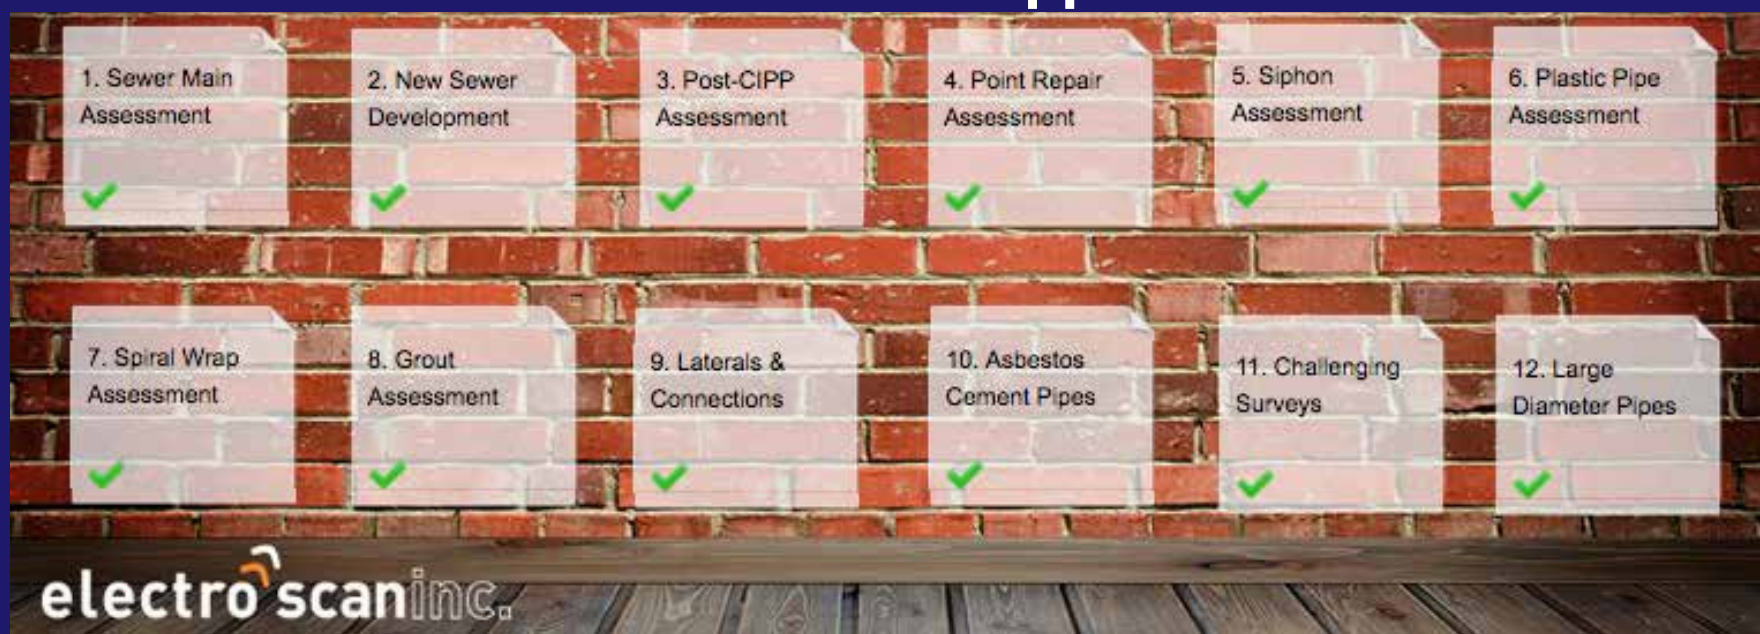 1. Sewer Main
Assessment
2. New Sewer
Development
3. Post-CIPP
Assessment
4. Point Repair
Assessment
5. Siphon
Assessment
6. Plastic Pipe
Assessment
7. Spiral Wrap
Assessment
8. Grout
Assessment
9. Laterals &
Connections
10. Asbestos
Cement Pipes
11. Challenging
Surveys
12. Large
Diameter Pipes
electroscaninc.